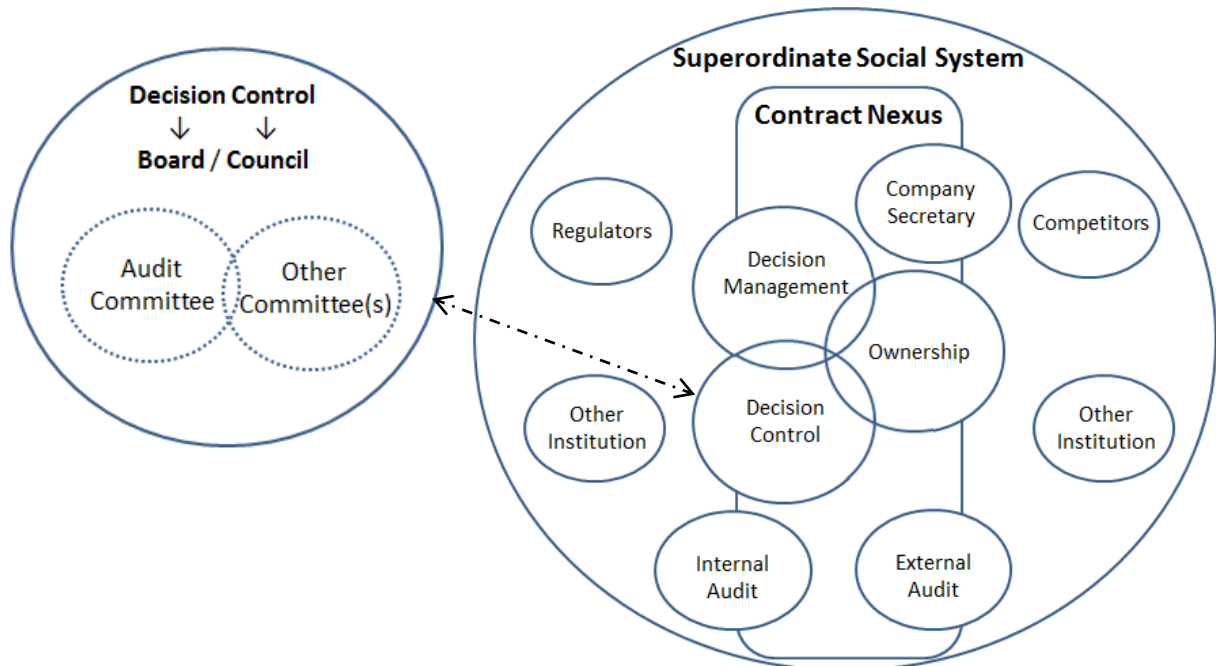 Decision Control
↓ ↓
Board / Council
Audit
Committee
Other
Committee(s)
Superordinate Social System
Contract Nexus
Company
Secretary
Regulators
Competitors
Decision
Management
Ownership
Other
Institution
Decision
Control
Other
Institution
Internal
Audit
External
Audit